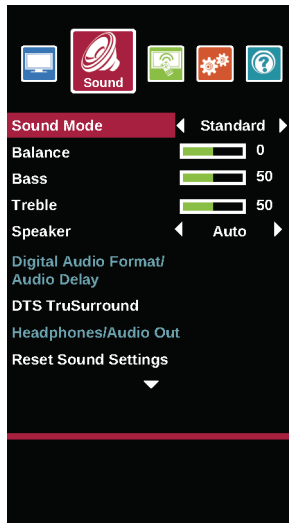 Sound
Sound Mode Standard
Balance 0
Bass 50
Treble 50
Speaker Auto
Digital Audio Format/
Audio Delay
DTS TruSurround
Headphones/Audio Out
Reset Sound Settings